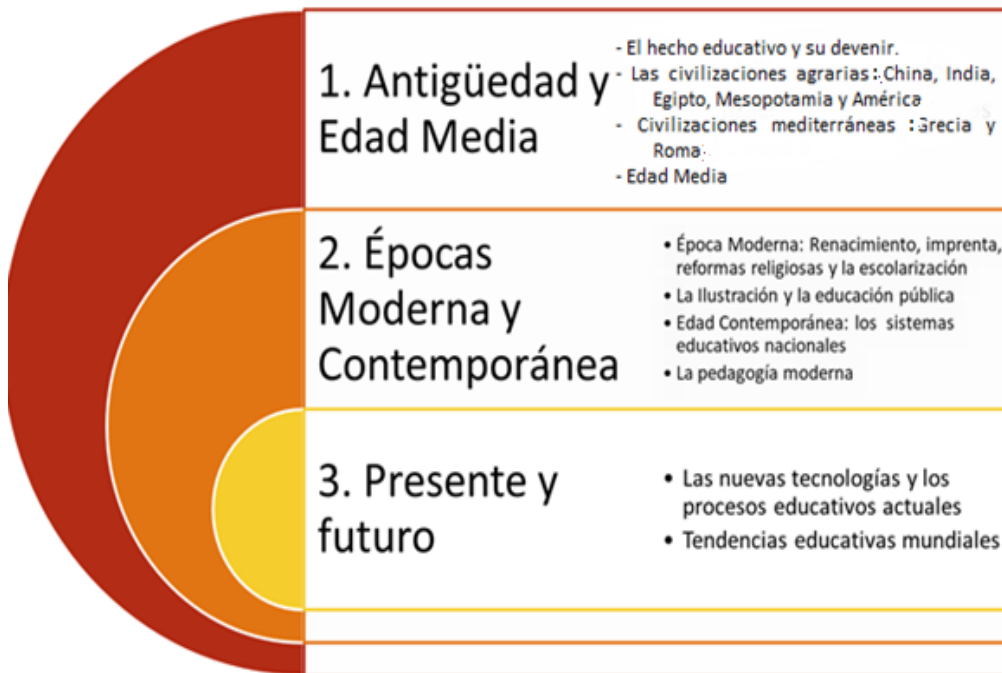 1. Antigüedad y
Edad Media
- El hecho educativo y su devenir.
- Las civilizaciones agrarias: China, India,
Egipto, Mesopotamia y América
- Civilizaciones mediterráneas :Grecia y
Roma.
- Edad Media
2. Épocas
Moderna y
Contemporánea
• Época Moderna: Renacimiento, imprenta,
reformas religiosas y la escolarización
• La Ilustración y la educación pública
• Edad Contemporánea: los sistemas
educativos nacionales
• La pedagogía moderna
3. Presente y
futuro
• Las nuevas tecnologías y los
procesos educativos actuales
• Tendencias educativas mundiales